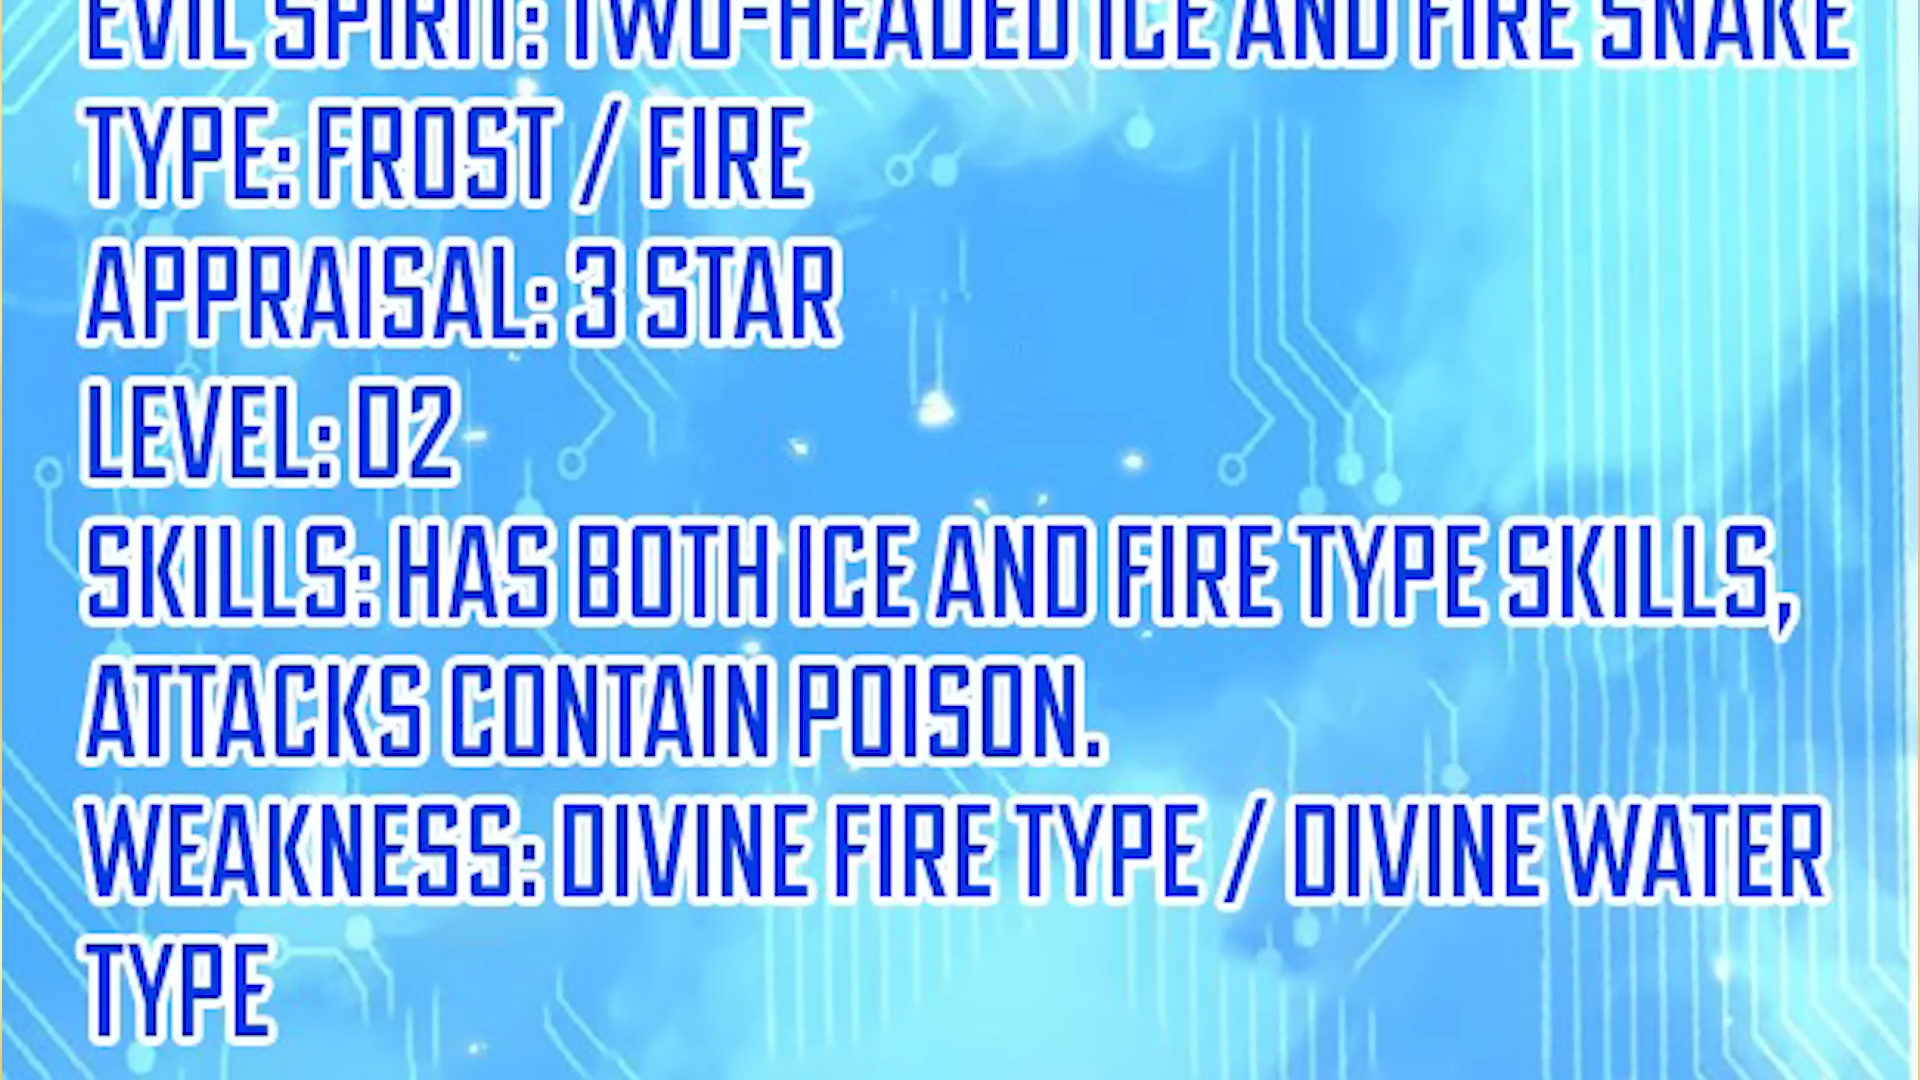 EVIL SPIRIT: TWO-HEADED ICE AND FIRE SNAKE
TYPE: FROST / FIRE
APPRAISAL: 3 STAR
LEVEL: 02
SKILLS: HAS BOTH ICE AND FIRE TYPE SKILLS,
ATTACKS CONTAIN POISON.
WEAKNESS: DIVINE FIRE TYPE / DIVINE WATER
TYPE